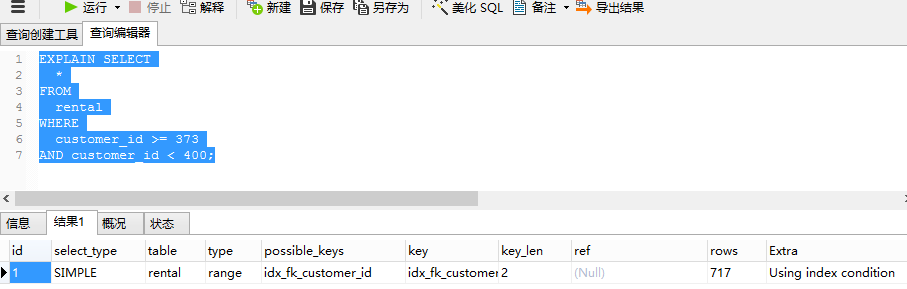 运行 停止 解释 新建 保存 另存为 美化 SQL 备注 导出结果
查询创建工具 查询编辑器
1 EXPLAIN SELECT
2 *
3 FROM
4 rental
5 WHERE
6 customer_id >= 373
7 AND customer_id < 400;
信息 结果1 概况 状态
id select_type table type possible_keys key key_len ref rows Extra
1 SIMPLE rental range idx_fk_customer_id idx_fk_customer 2 (Null) 717 Using index condition